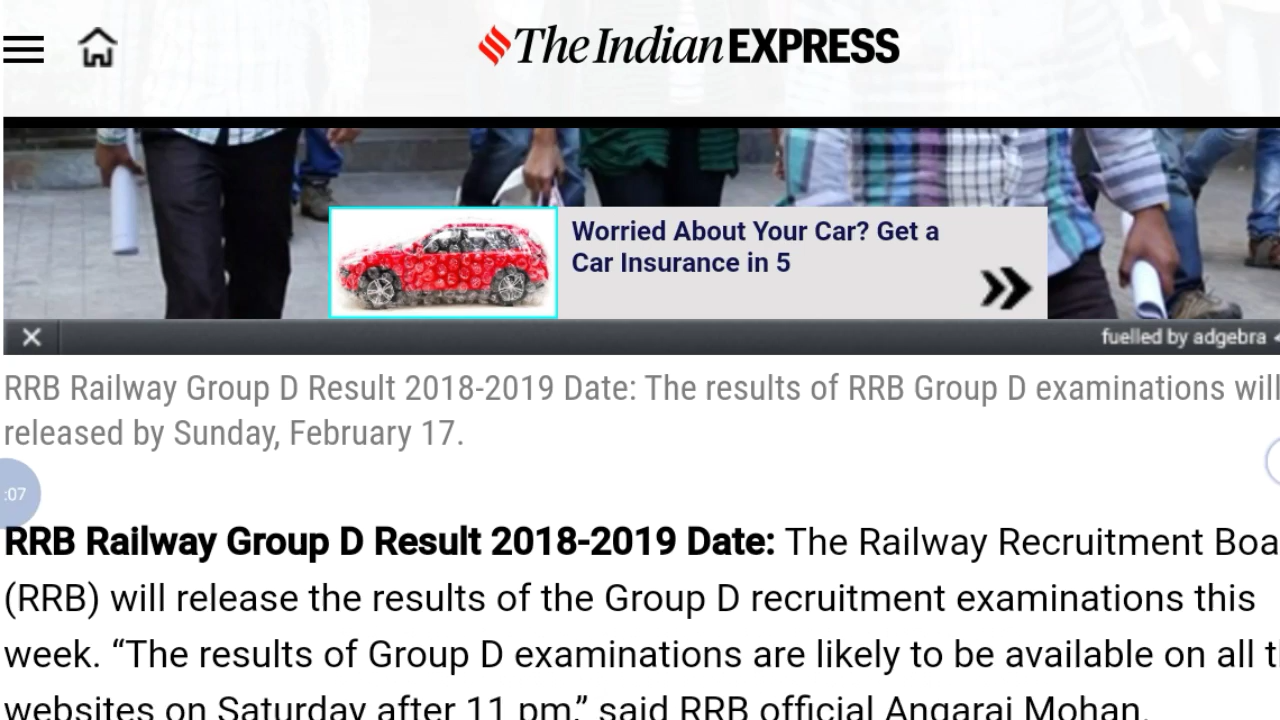 The Indian EXPRESS
Worried About Your Car? Get a
Car Insurance in 5
fuelled by adgebra
RRB Railway Group D Result 2018-2019 Date: The results of RRB Group D examinations will
released by Sunday, February 17.
:07
RRB Railway Group D Result 2018-2019 Date: The Railway Recruitment Boa
(RRB) will release the results of the Group D recruitment examinations this
week. “The results of Group D examinations are likely to be available on all th
websites on Saturday after 11 pm,” said RRB official Angaraj Mohan.